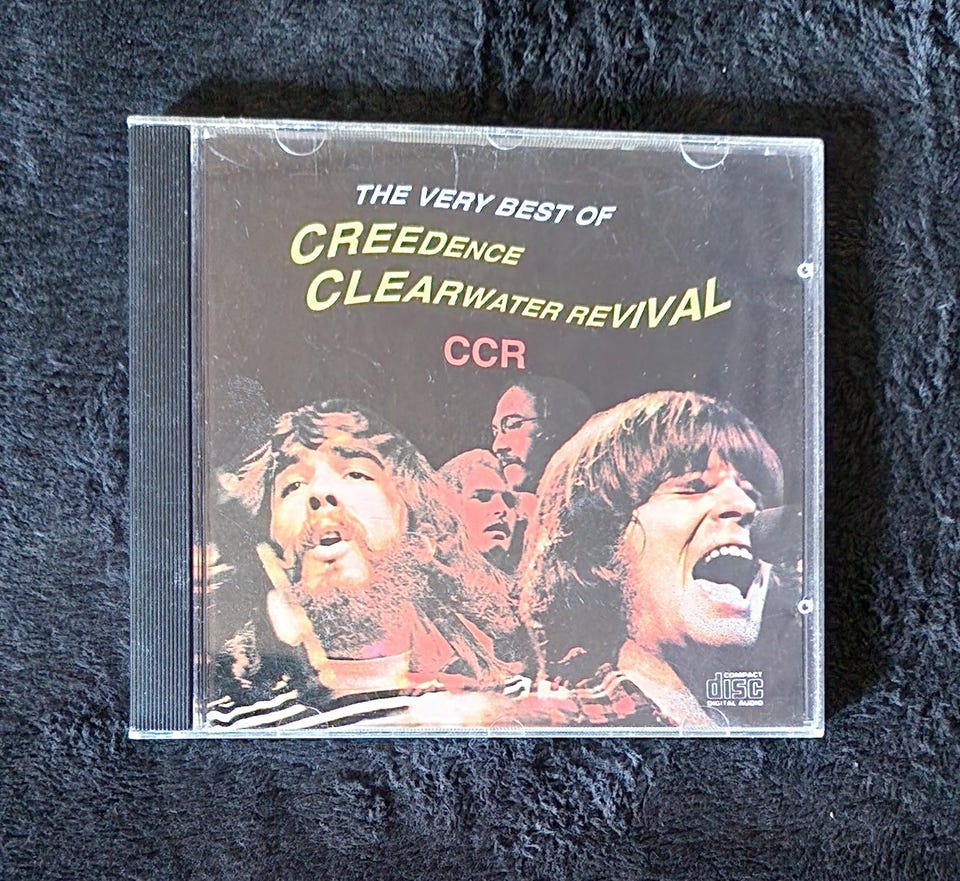 THE VERY BEST OF
CREEDENCE
CLEARWATER REVIVAL
CCR
COMPACT
disc
DIGITAL AUDIO